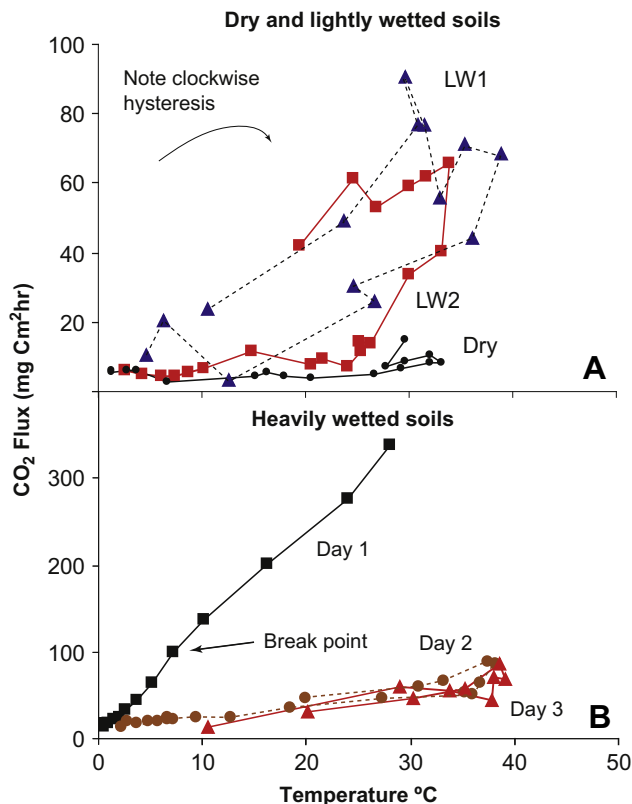 Dry and lightly wetted soils
100
80
60
40
20
Note clockwise
hysteresis
LW1
LW2
Dry
A
CO2 Flux (mg Cm2hr)
Heavily wetted soils
300
200
100
0
Day 1
Break point
Day 2
Day 3
B
0 10 20 30 40 50
Temperature ºC